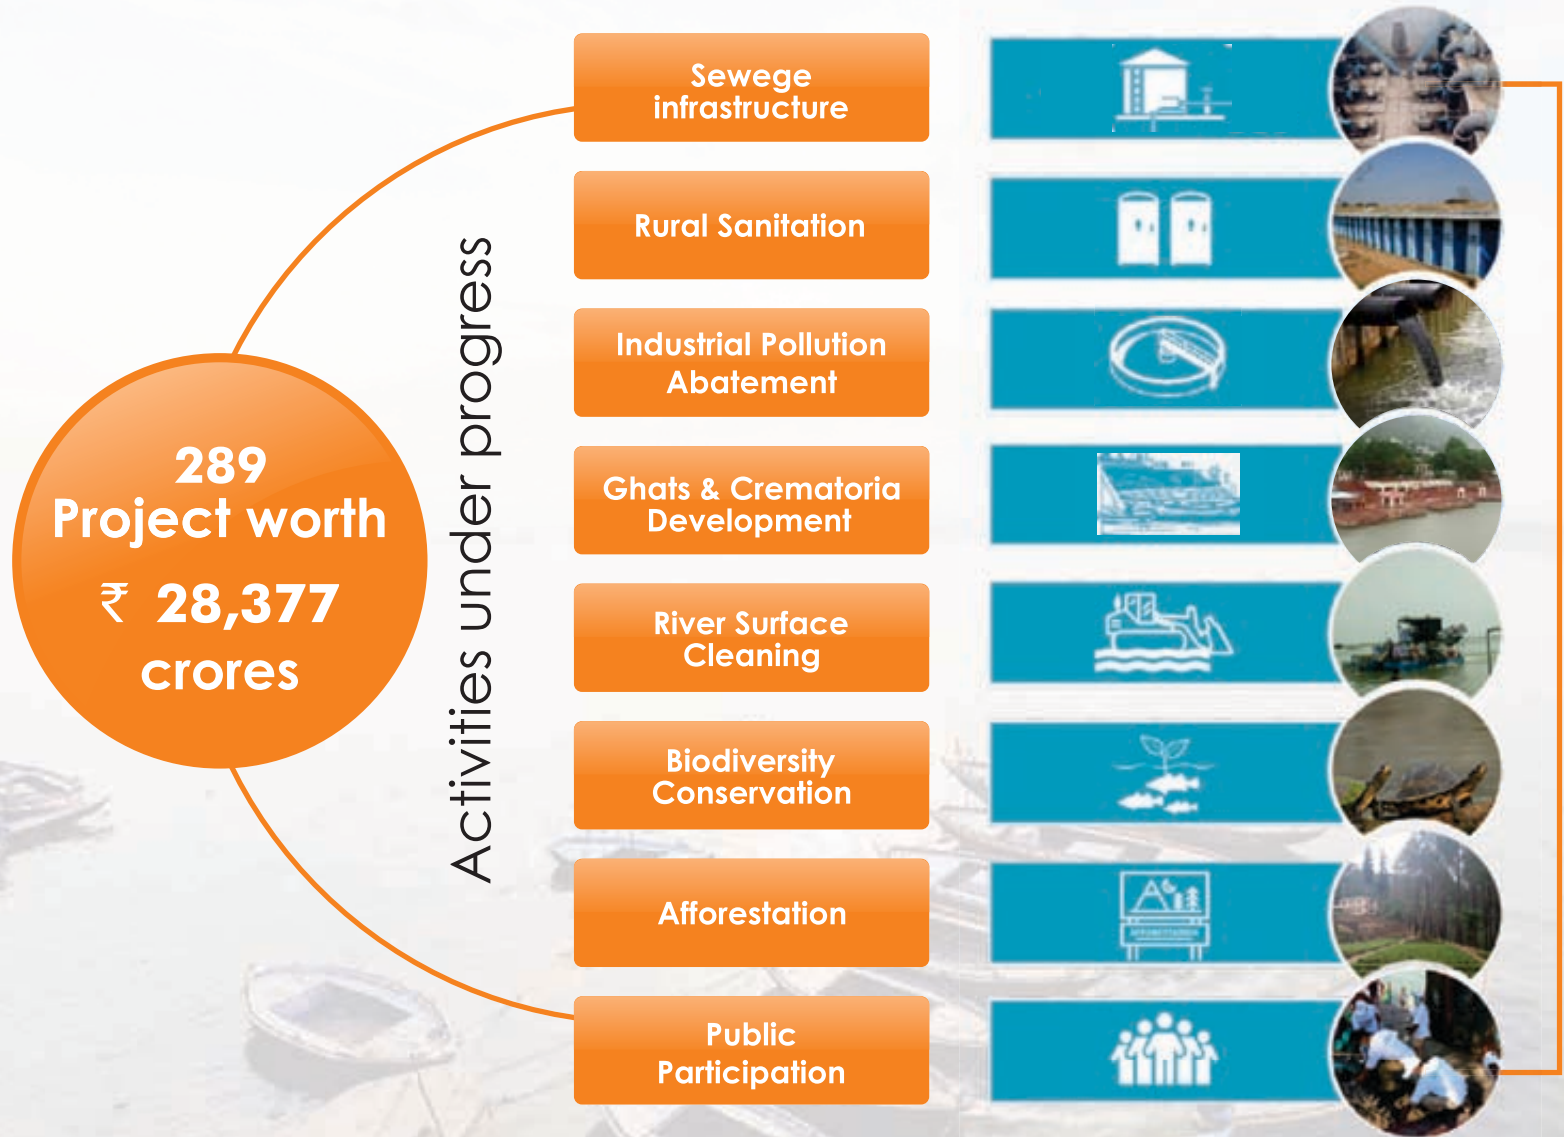 289
Project worth
₹ 28,377
crores
Activities under progress
Sewege
infrastructure
Rural Sanitation
Industrial Pollution
Abatement
Ghats & Crematoria
Development
River Surface
Cleaning
Biodiversity
Conservation
Afforestation
AFFORESTATION
Public
Participation